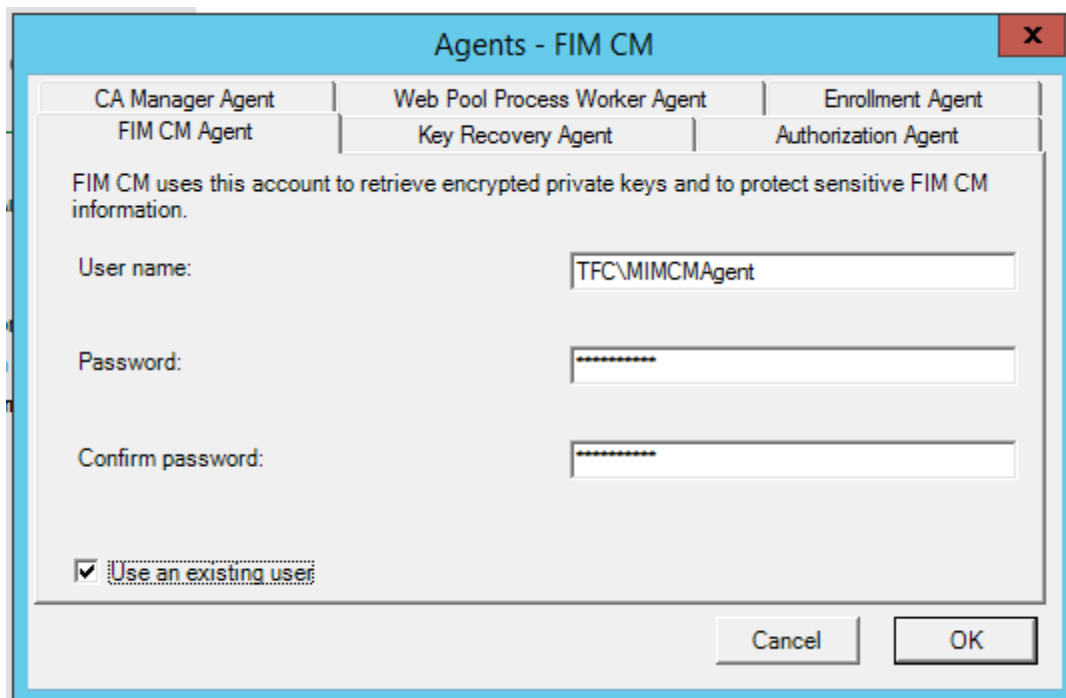 Agents - FIM CM
x
CA Manager Agent
Web Pool Process Worker Agent
Enrollment Agent
FIM CM Agent
Key Recovery Agent
Authorization Agent
FIM CM uses this account to retrieve encrypted private keys and to protect sensitive FIM CM
information.
User name:
TFC\MIMCMAgent
Password:
**********
Confirm password:
**********
Use an existing user
Cancel
OK